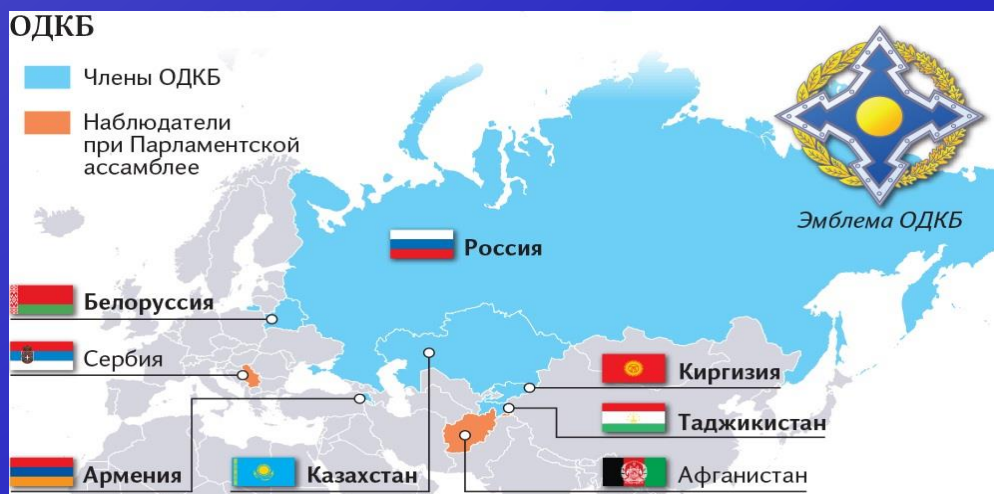 ОДКБ
Члены ОДКБ
Наблюдатели
при Парламентской
ассамблее
Эмблема ОДКБ
Россия
Белоруссия
Сербия
Киргизия
Таджикистан
Армения
Казахстан
Афганистан